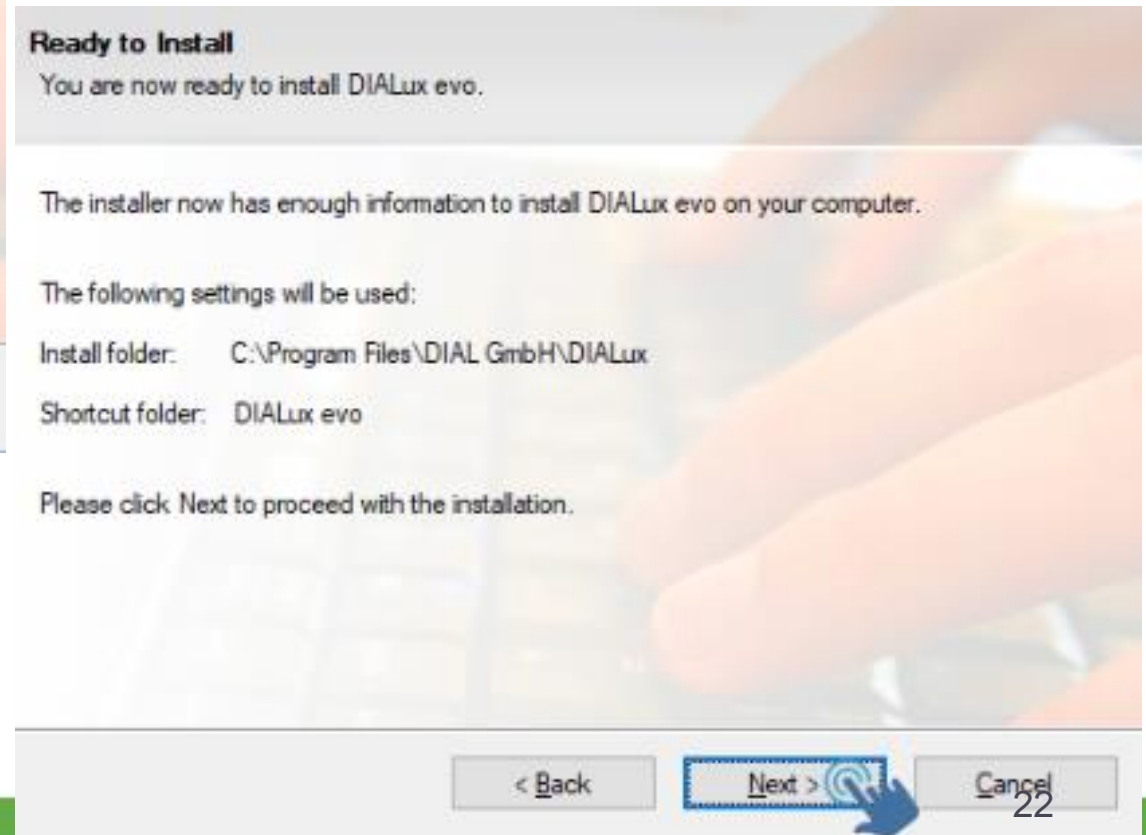 Ready to Install
You are now ready to install DIALux evo.
The installer now has enough information to install DIALux evo on your computer.
The following settings will be used:
Install folder: C:\Program Files\DIAL GmbH\DIALux
Shortcut folder: DIALux evo
Please click Next to proceed with the installation.
< Back Next > Cancel
22